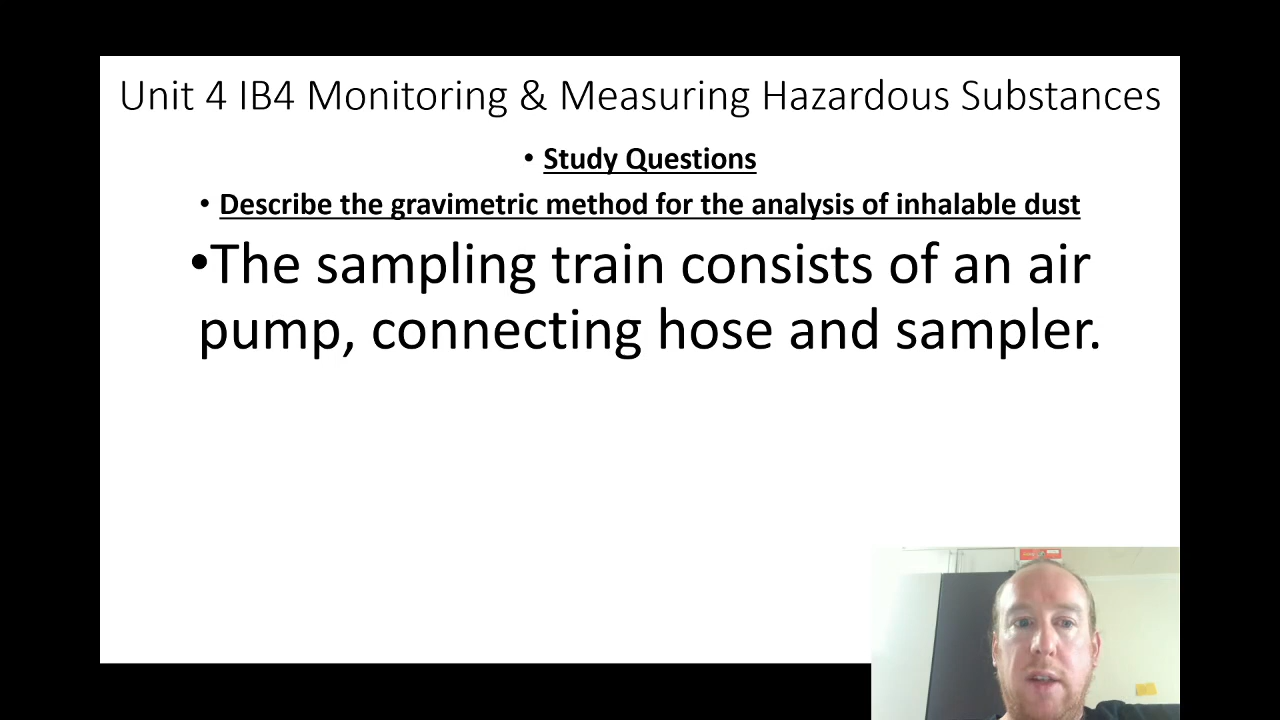 Unit 4 IB4 Monitoring & Measuring Hazardous Substances
• Study Questions
• Describe the gravimetric method for the analysis of inhalable dust
•The sampling train consists of an air
pump, connecting hose and sampler.